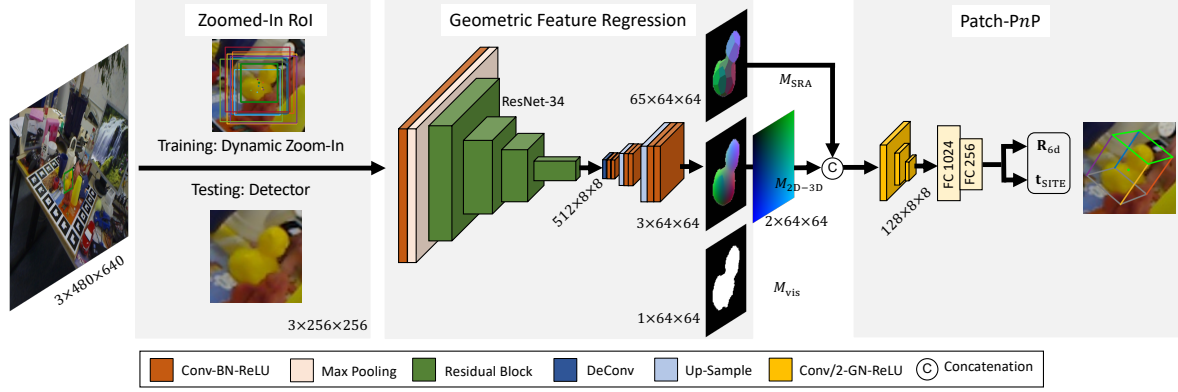 Zoomed-In RoI
Geometric Feature Regression
Patch-PnP
ResNet-34
Training: Dynamic Zoom-In
Testing: Detector
3×480×640
3×256×256
512×8×8
65×64×64
3×64×64
1×64×64
M_SRA
M_2D−3D
2×64×64
M_vis
C
128×8×8
FC 1024
FC 256
R_6d
t_SITE
Conv-BN-ReLU
Max Pooling
Residual Block
DeConv
Up-Sample
Conv/2-GN-ReLU
C Concatenation